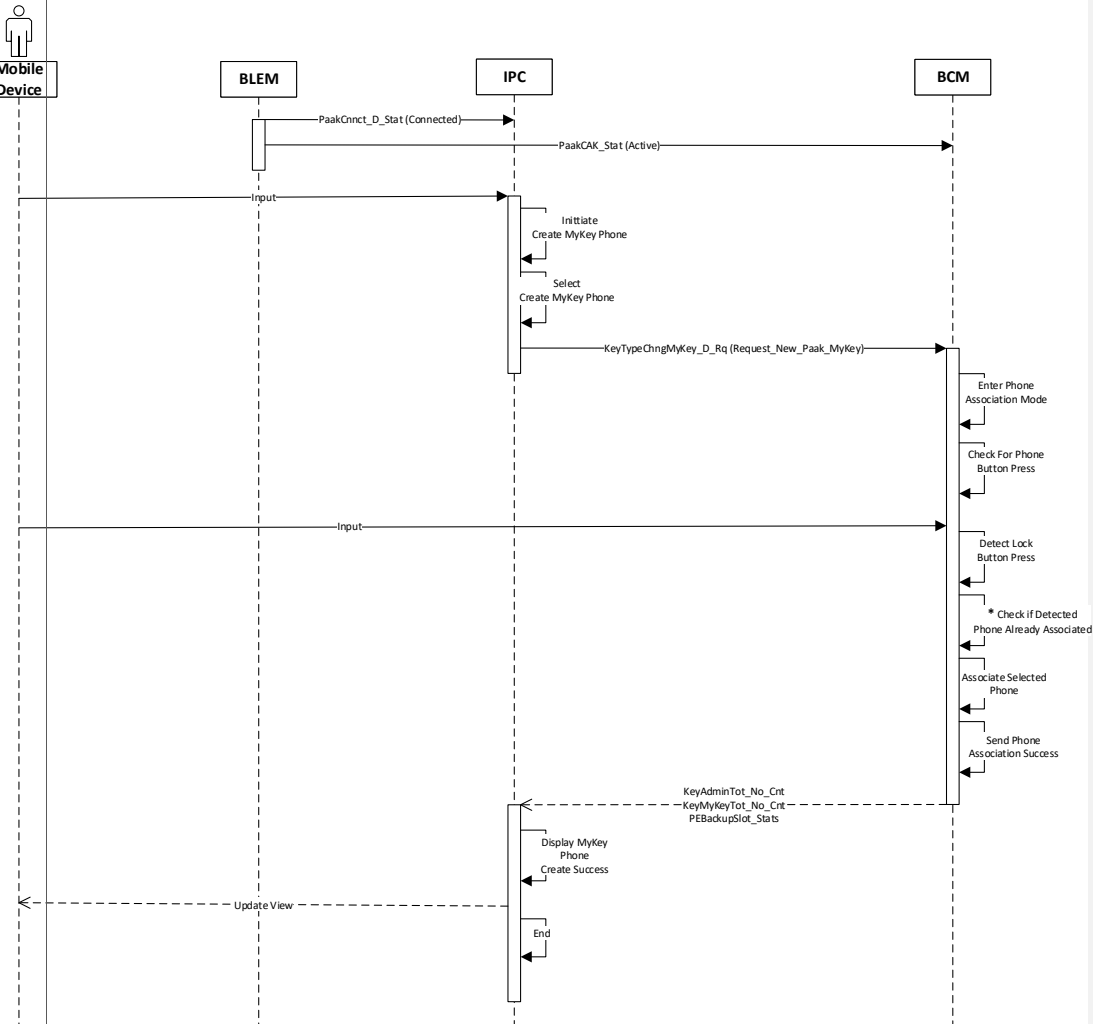 Mobile
Device
BLEM
IPC
BCM
PaakCnnct_D_Stat (Connected)
PaakCAK_Stat (Active)
Input
Inittiate
Create MyKey Phone
Select
Create MyKey Phone
KeyTypeChngMyKey_D_Rq (Request_New_Paak_MyKey)
Enter Phone
Association Mode
Check For Phone
Button Press
Input
Detect Lock
Button Press
* Check if Detected
Phone Already Associated
Associate Selected
Phone
Send Phone
Association Success
KeyAdminTot_No_Cnt
KeyMyKeyTot_No_Cnt
PEBackupSlot_Stats
Display MyKey
Phone
Create Success
Update View
End